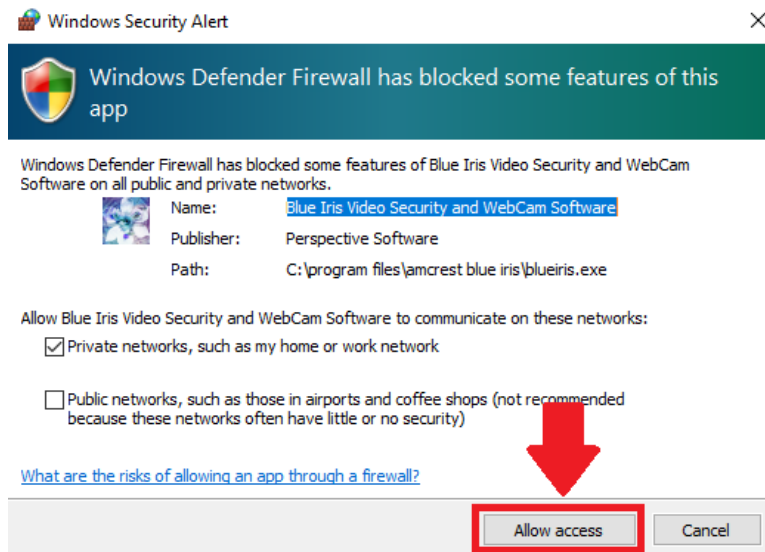 Windows Security Alert
Windows Defender Firewall has blocked some features of this
app
Windows Defender Firewall has blocked some features of Blue Iris Video Security and WebCam
Software on all public and private networks.
Name: Blue Iris Video Security and WebCam Software
Publisher: Perspective Software
Path: C:\program files\amcrest blue iris\blueiris.exe
Allow Blue Iris Video Security and WebCam Software to communicate on these networks:
Private networks, such as my home or work network
Public networks, such as those in airports and coffee shops (not recommended
because these networks often have little or no security)
What are the risks of allowing an app through a firewall?
Allow access Cancel